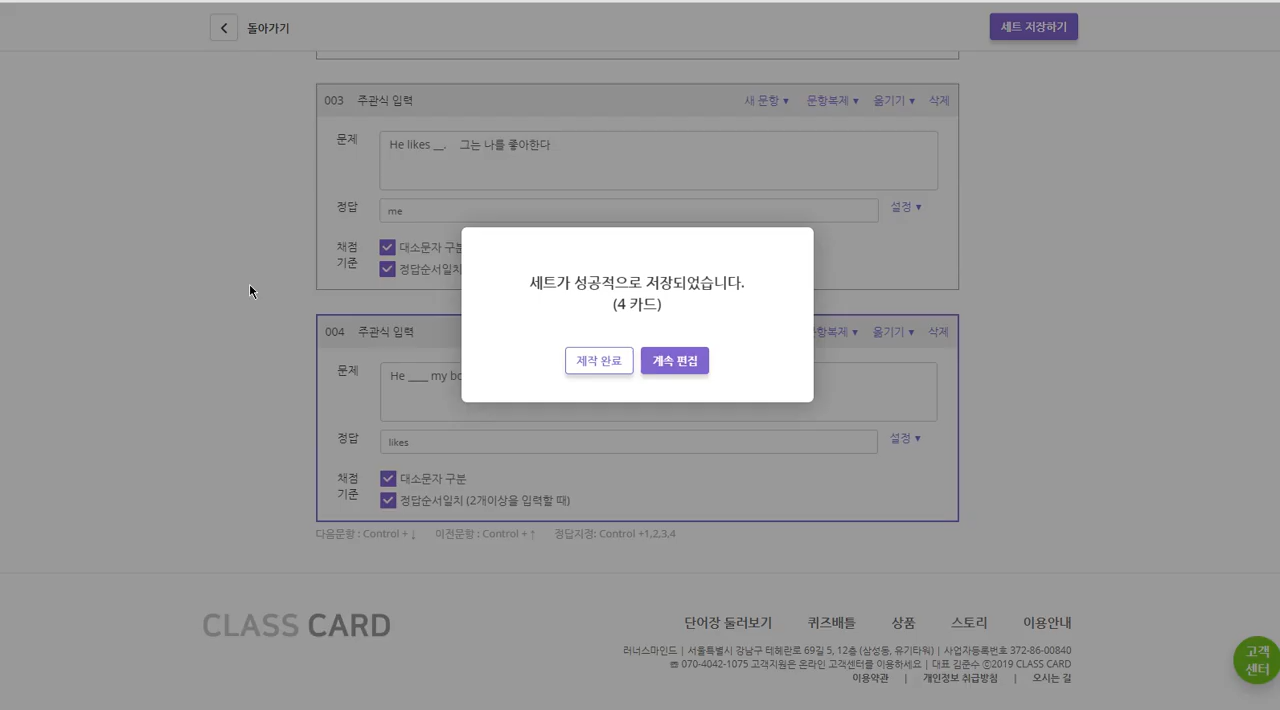 돌아가기
세트 저장하기
003 주관식 입력
새 문항 ▼ 문항복제 ▼ 옮기기 ▼ 삭제
문제
He likes __. 그는 나를 좋아한다
정답
me
설정 ▼
채점
기준
대소문자 구분
정답순서일치
세트가 성공적으로 저장되었습니다.
(4 카드)
제작 완료
계속 편집
004 주관식 입력
문항복제 ▼ 옮기기 ▼ 삭제
문제
He ____ my
정답
likes
설정 ▼
채점
기준
대소문자 구분
정답순서일치 (2개이상을 입력할 때)
다음문항 : Control + ↓ 이전문항 : Control + ↑ 정답지정: Control +1,2,3,4
CLASS CARD
단어장 둘러보기 퀴즈배틀 상품 스토리 이용안내
러너스마인드 | 서울특별시 강남구 테헤란로 69길 5, 12층 (삼성동, 유기타워) | 사업자등록번호 372-86-00840
☎ 070-4042-1075 고객지원은 온라인 고객센터를 이용하세요 | 대표 김준수 ⓒ2019 CLASS CARD
이용약관 | 개인정보 취급방침 | 오시는 길
고객
센터